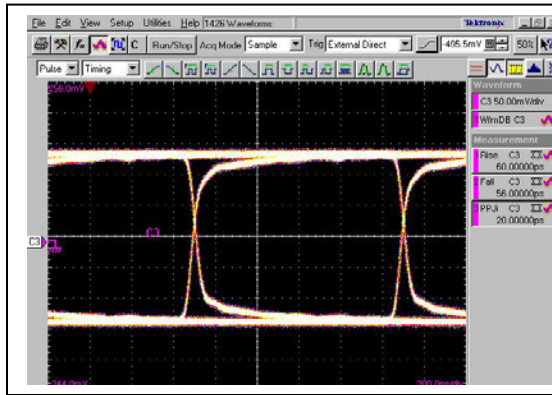 File Edit View Setup Utilities Help 1426 Waveforms Tektronix
C Run/Stop Acq Mode Sample Trig External Direct -495.5mV 50%
Pulse Timing
256.0mV
Waveform
C3 50.00mV/div
WfmDB C3
Measurement
Rise C3
60.00000ps
Fall C3
56.00000ps
PPJi C3
20.00000ps
C3
C3
-244.0mV 200.0ps/div